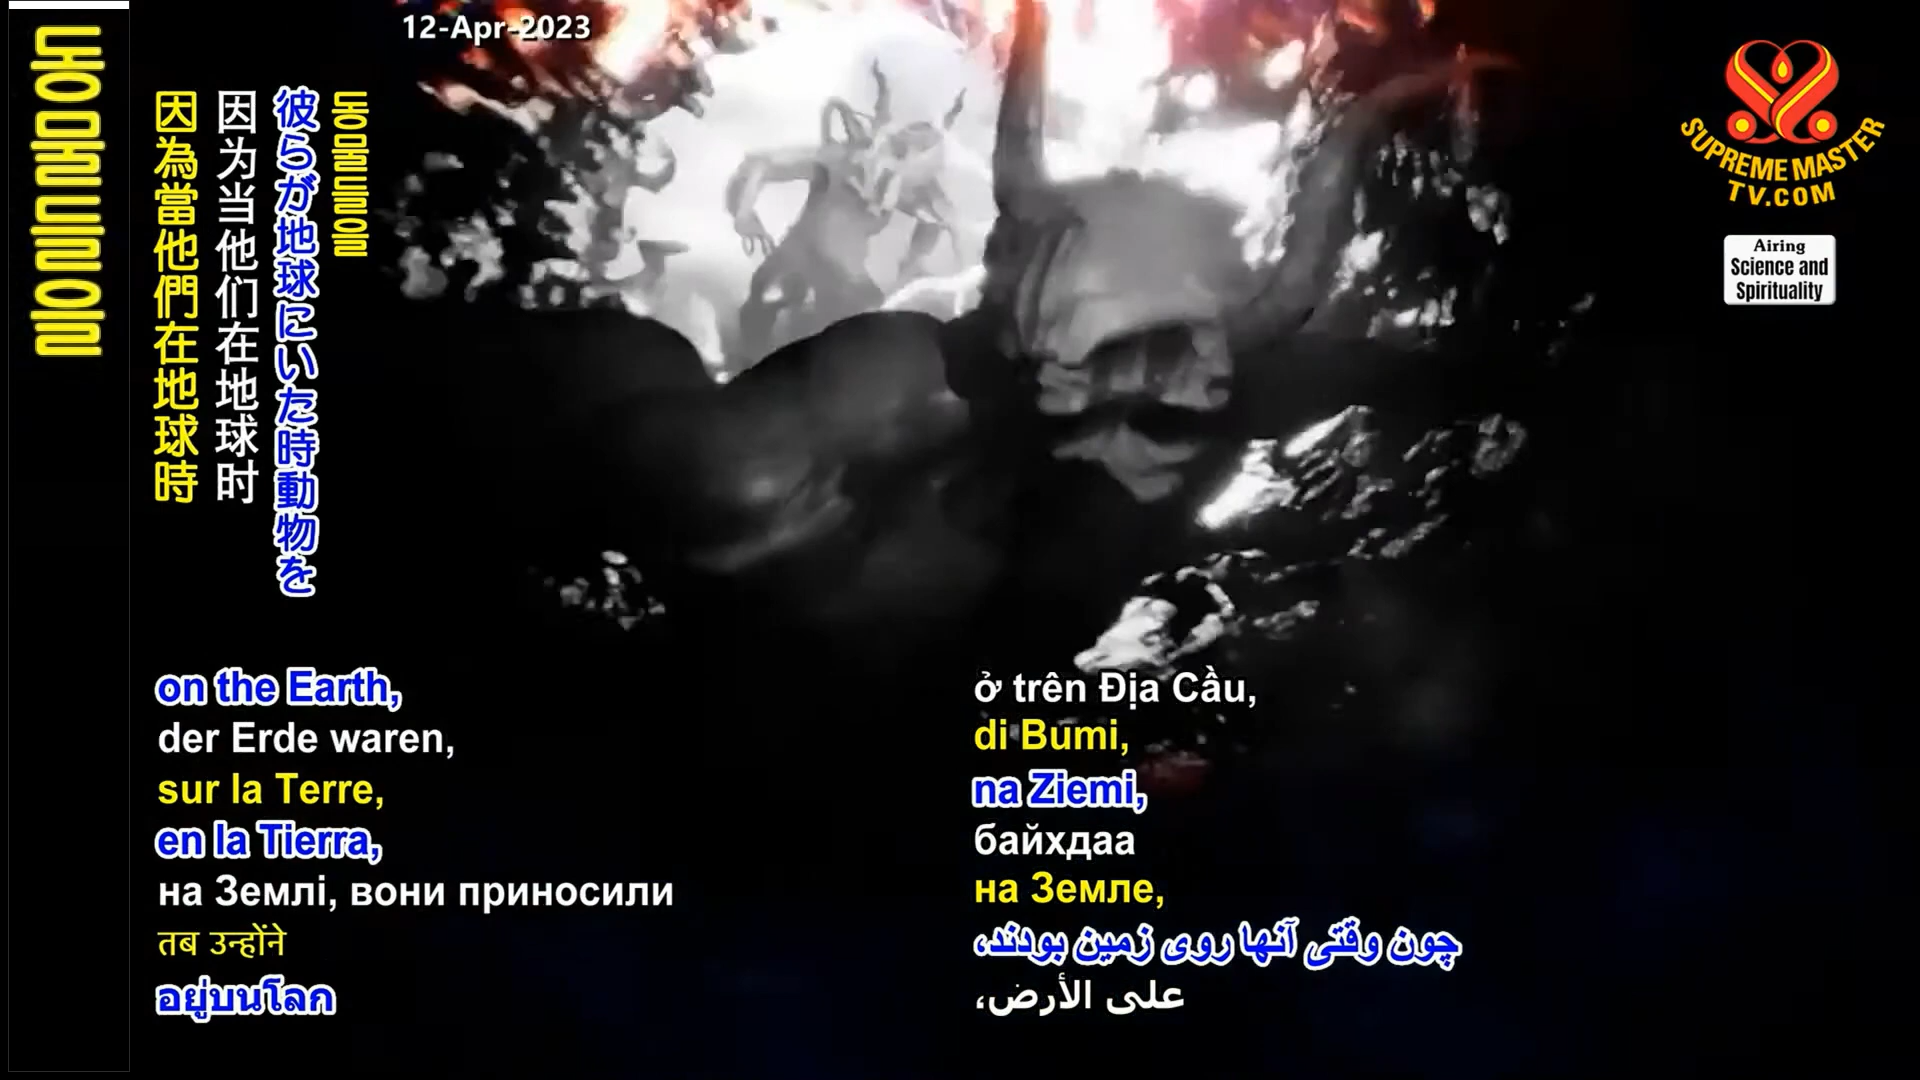 12-Apr-2023
SUPREME MASTER
TV.COM
Airing
Science and
Spirituality
彼らが地球にいた時動物を
因为当他们在地球时
因為當他們在地球時
on the Earth,
der Erde waren,
sur la Terre,
en la Tierra,
на Землі, вони приносили
तब उन्होंने
อยู่บนโลก
ở trên Địa Cầu,
di Bumi,
na Ziemi,
байхдаа
на Земле,
چون وقتی آنها روی زمین بودند،
على الأرض،